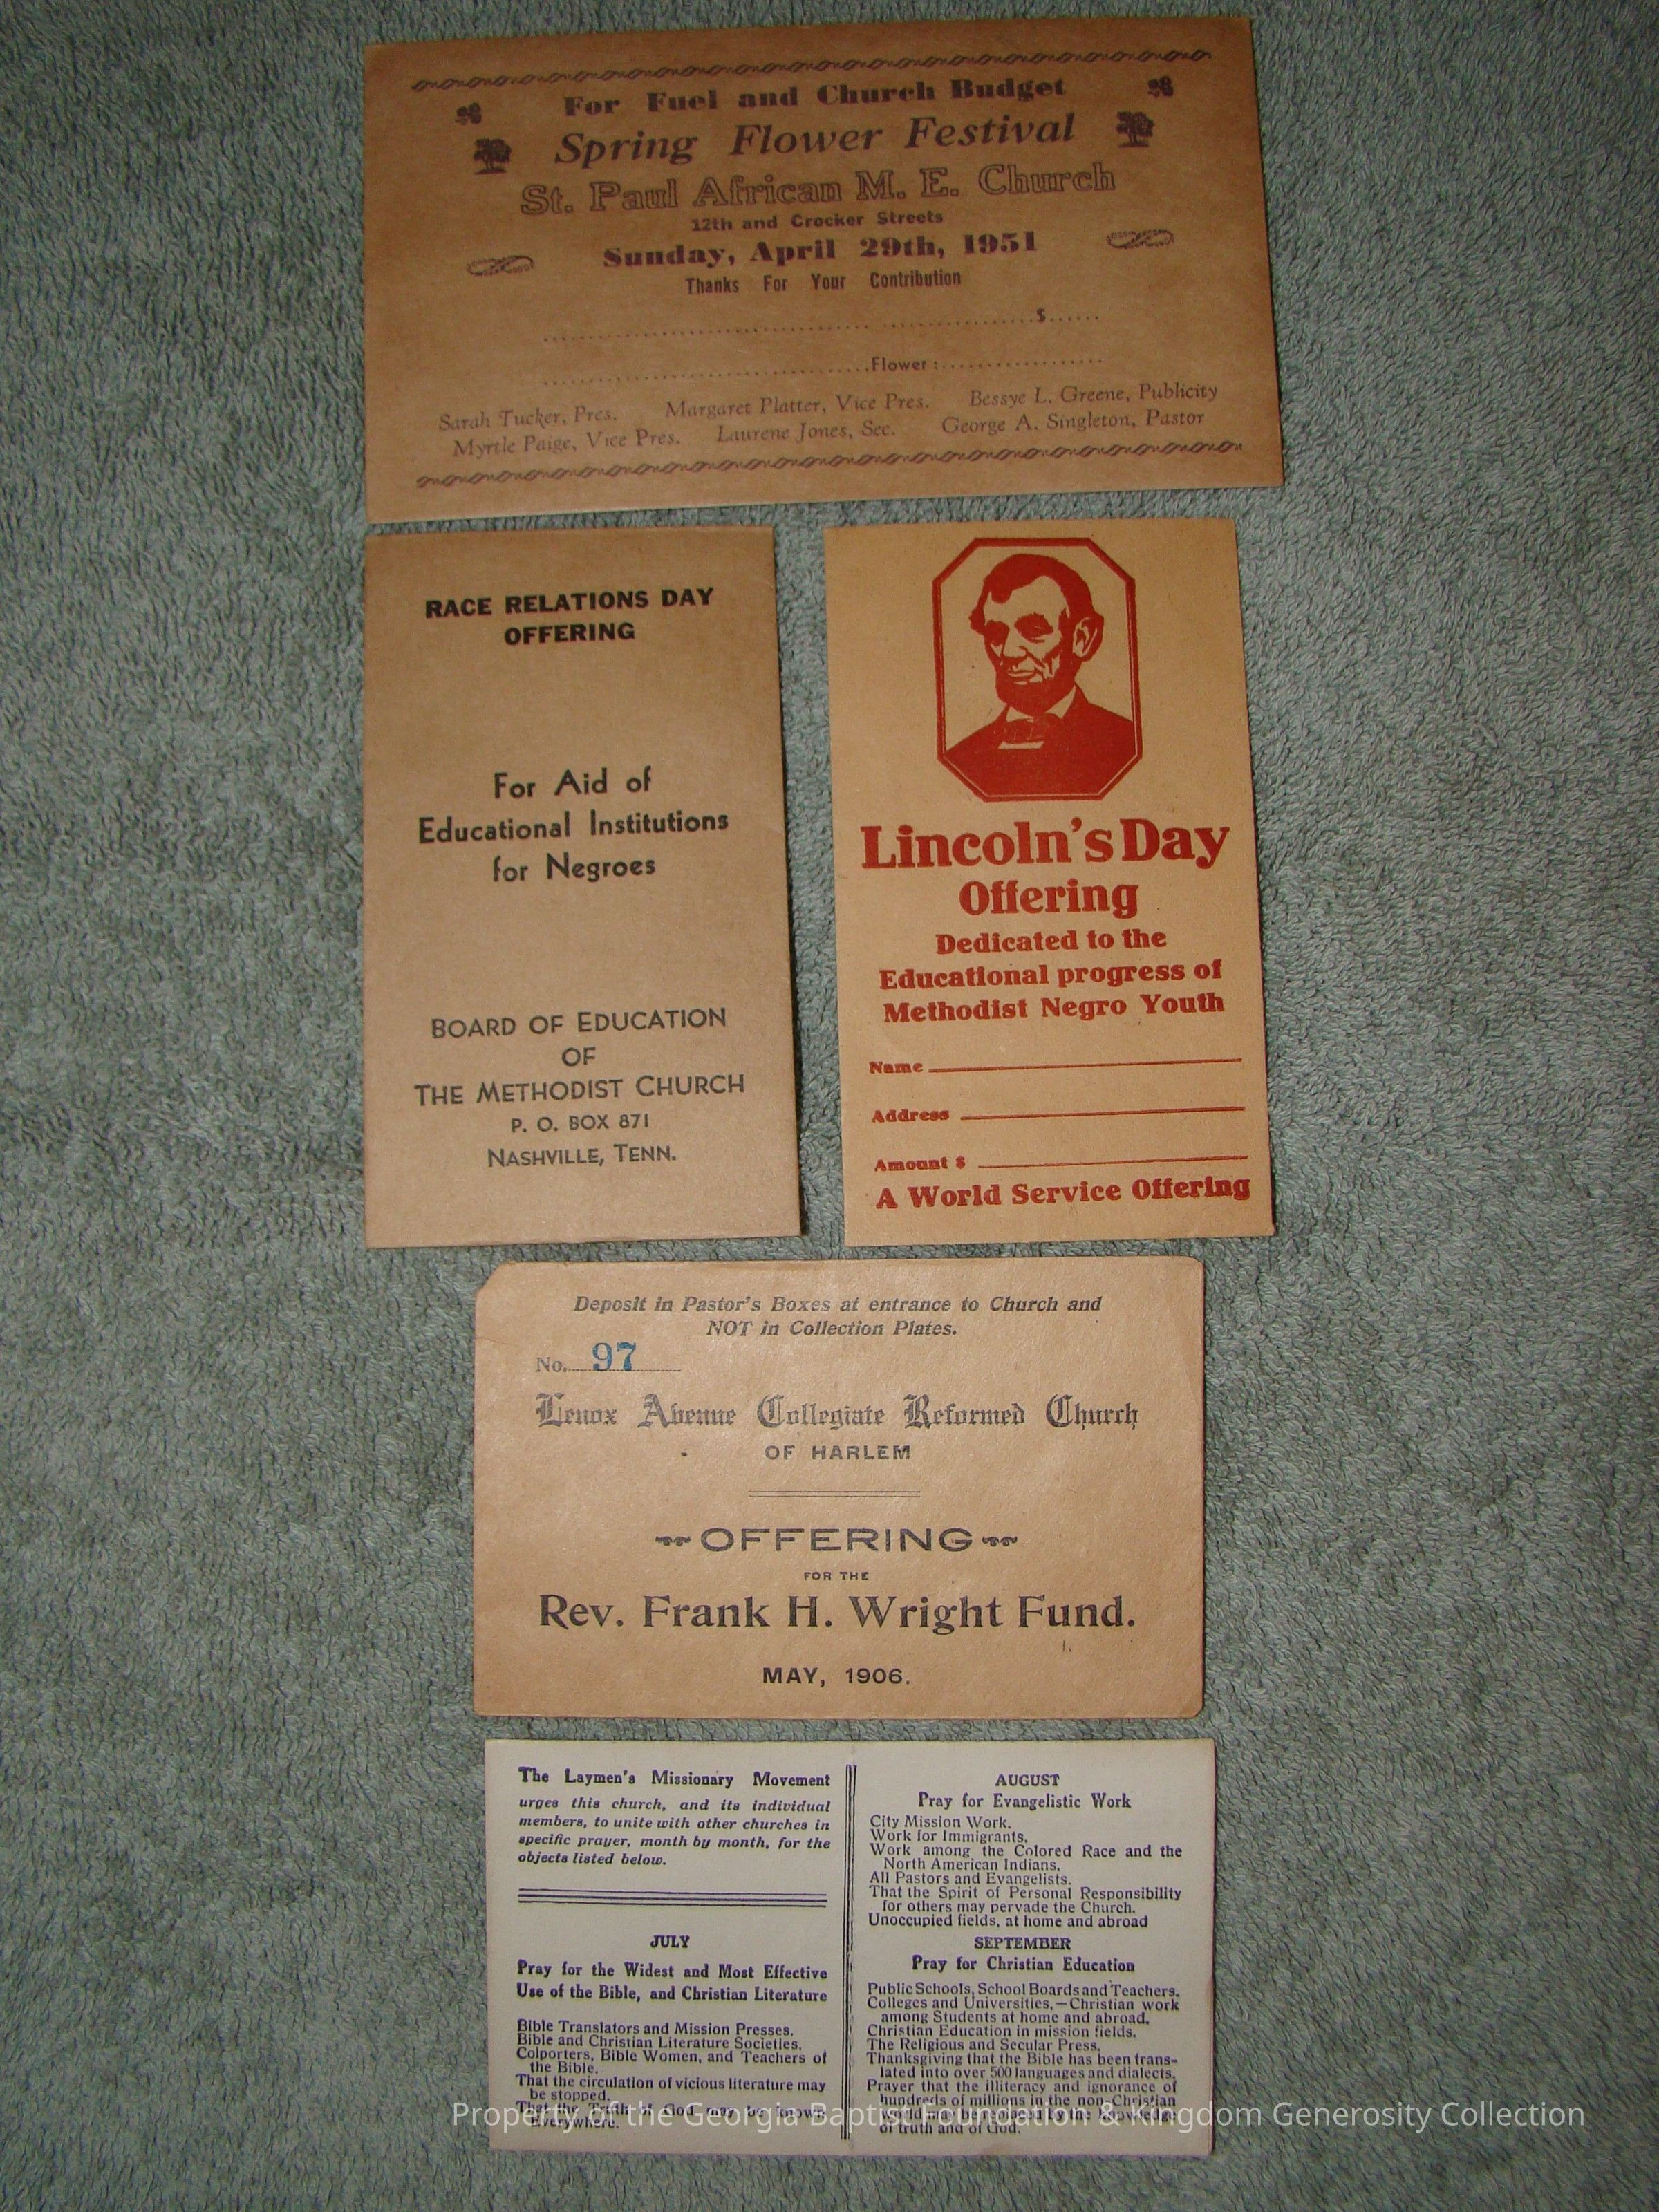 For Fuel and Church Budget
Spring Flower Festival
St. Paul African M. E. Church
12th and Crocker Streets
Sunday, April 29th, 1951
Thanks For Your Contribution
$
Flower:
Sarah Tucker, Pres. Margaret Platter, Vice Pres. Bessye L. Greene, Publicity
Myrtle Paige, Vice Pres. Laurene Jones, Sec. George A. Singleton, Pastor
RACE RELATIONS DAY
OFFERING
For Aid of
Educational Institutions
for Negroes
BOARD OF EDUCATION
OF
THE METHODIST CHURCH
P. O. BOX 871
NASHVILLE, TENN.
Lincoln's Day
Offering
Dedicated to the
Educational progress of
Methodist Negro Youth
Name
Address
Amount $
A World Service Offering
Deposit in Pastor's Boxes at entrance to Church and
NOT in Collection Plates.
No. 97
Lenox Avenue Collegiate Reformed Church
OF HARLEM
OFFERING
FOR THE
Rev. Frank H. Wright Fund.
MAY, 1906.
The Laymen's Missionary Movement
urges this church, and its individual
members, to unite with other churches in
specific prayer, month by month, for the
objects listed below.
JULY
Pray for the Widest and Most Effective
Use of the Bible, and Christian Literature
Bible Translators and Mission Presses.
Bible and Christian Literature Societies.
Colporters, Bible Women, and Teachers of
the Bible.
That the circulation of vicious literature may
be stopped.
That the Truth of God may be known
Everywhere.
AUGUST
Pray for Evangelistic Work
City Mission Work.
Work for Immigrants.
Work among the Colored Race and the
North American Indians.
All Pastors and Evangelists.
That the Spirit of Personal Responsibility
for others may pervade the Church.
Unoccupied fields, at home and abroad
SEPTEMBER
Pray for Christian Education
Public Schools, School Boards and Teachers.
Colleges and Universities,—Christian work
among Students at home and abroad.
Christian Education in mission fields.
The Religious and Secular Press.
Thanksgiving that the Bible has been trans-
lated into over 500 languages and dialects.
Prayer that the illiteracy and ignorance of
hundreds of millions in the non-Christian
world may be by the knowledge
of truth and of God.
Property of the Georgia Baptist Foundation & Kingdom Generosity Collection